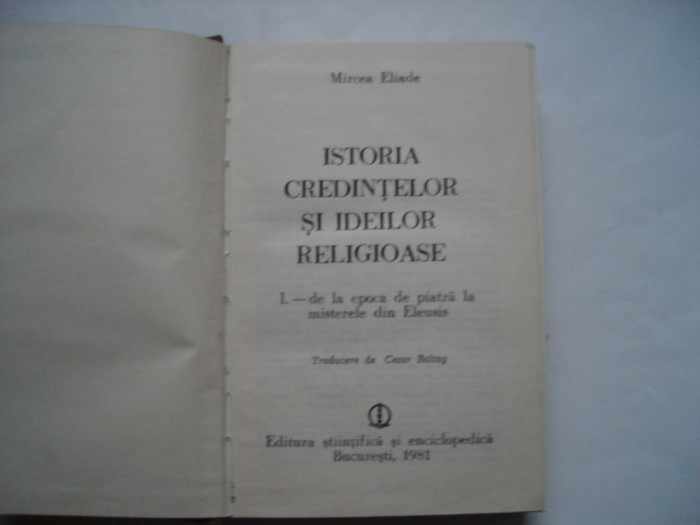 Mircea Eliade
ISTORIA
CREDINȚELOR
ȘI IDEILOR
RELIGIOASE
I. — de la epoca de piatră la
misterele din Eleusis
Traducere de Cezar Baltag
Editura științifică și enciclopedică
București, 1981